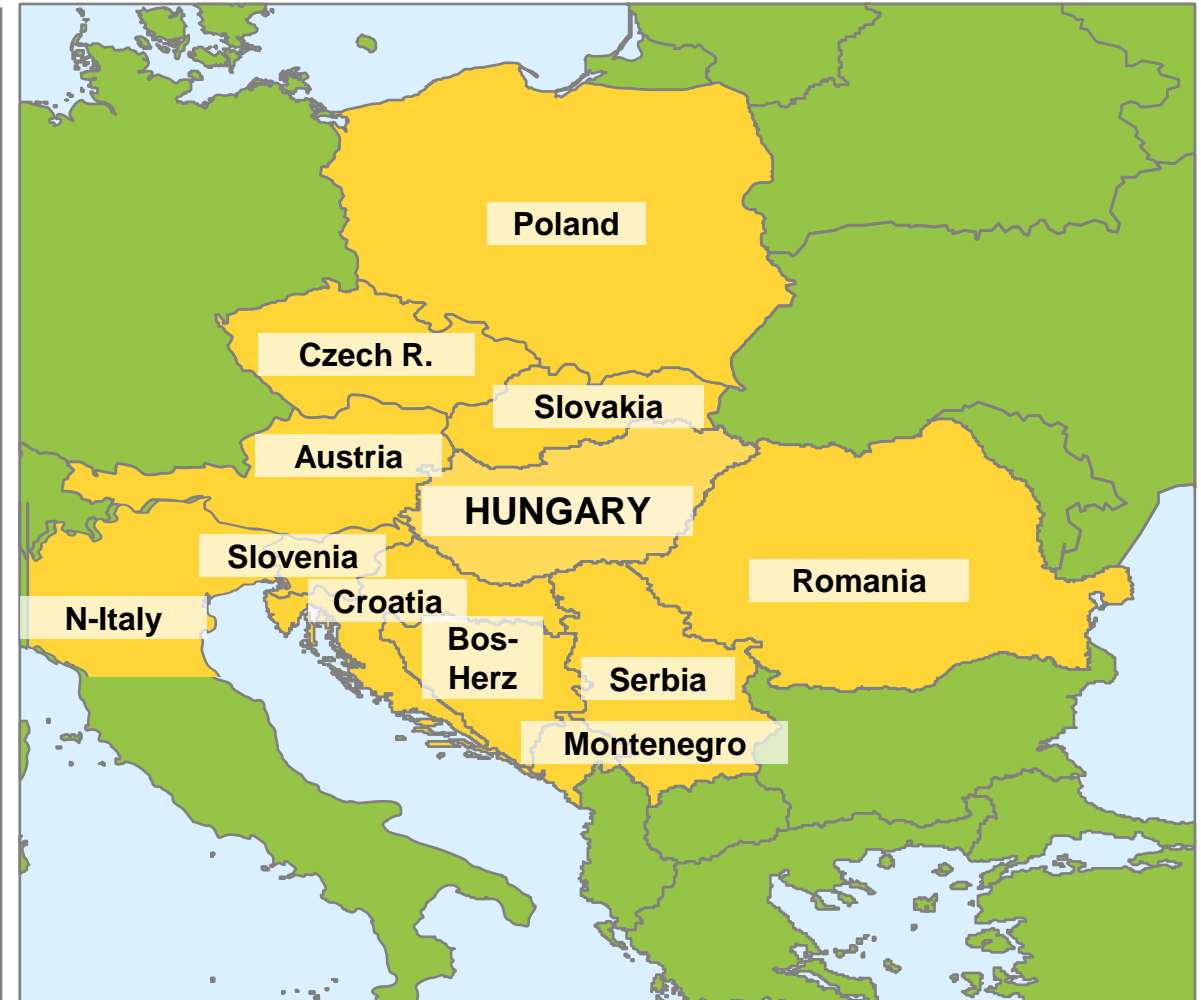 Poland
Czech R.
Slovakia
Austria
HUNGARY
Slovenia
Romania
Croatia
N-Italy
Bos-
Herz
Serbia
Montenegro